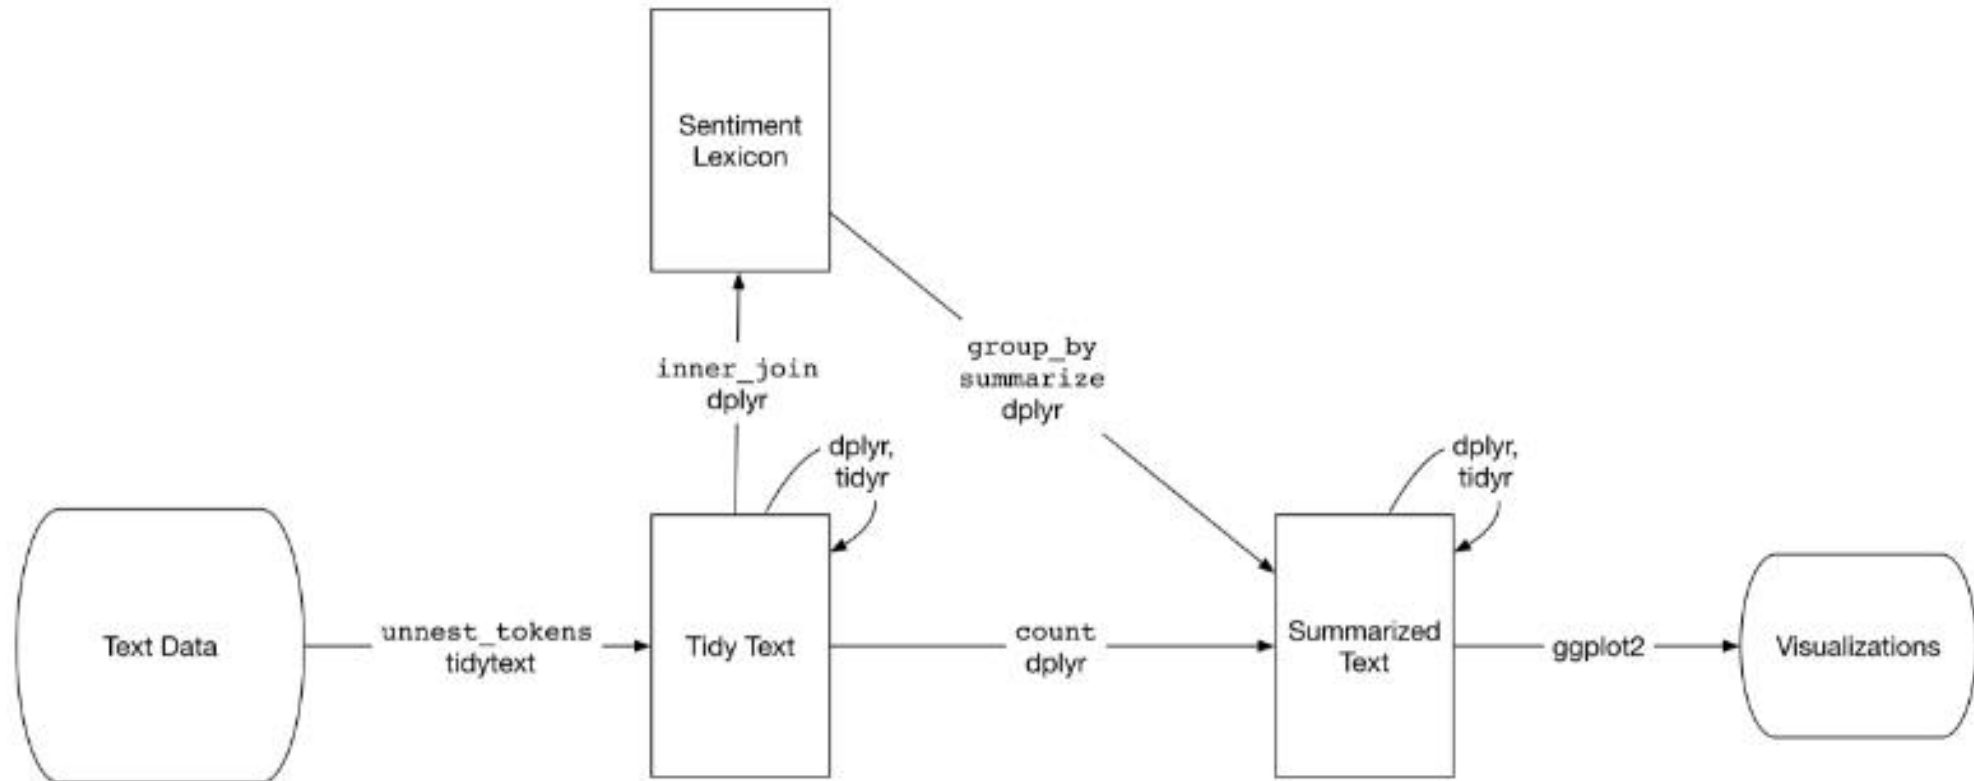 Sentiment
Lexicon
inner_join
dplyr
group_by
summarize
dplyr
dplyr,
tidyr
dplyr,
tidyr
Text Data
unnest_tokens
tidytext
Tidy Text
count
dplyr
Summarized
Text
ggplot2
Visualizations